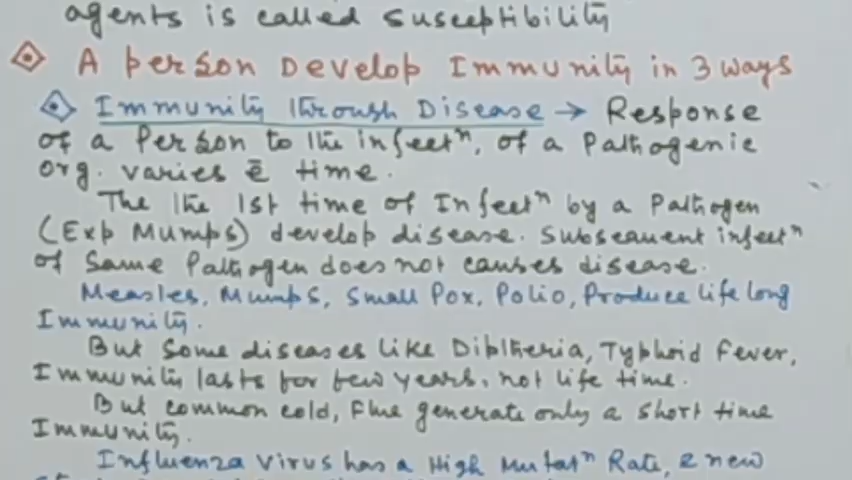 agents is called susceptibility
A person Develop Immunity in 3 ways
Immunity through Disease → Response
of a Person to the infectⁿ, of a Pathogenic
org. varies c̄ time.
The the 1st time of Infectⁿ by a Pathogen
(Exp Mumps) develop disease. Subsequent infectⁿ
of Same Pathogen does not causes disease.
Measles, Mumps, Small Pox, Polio, Produce life long
Immunity.
But Some diseases like Diptheria, Typhoid Fever,
Immunity lasts for few years, not life time.
But common cold, Flue generate only a short time
Immunity.
Influenza Virus has a High Mutatⁿ Rate, & new